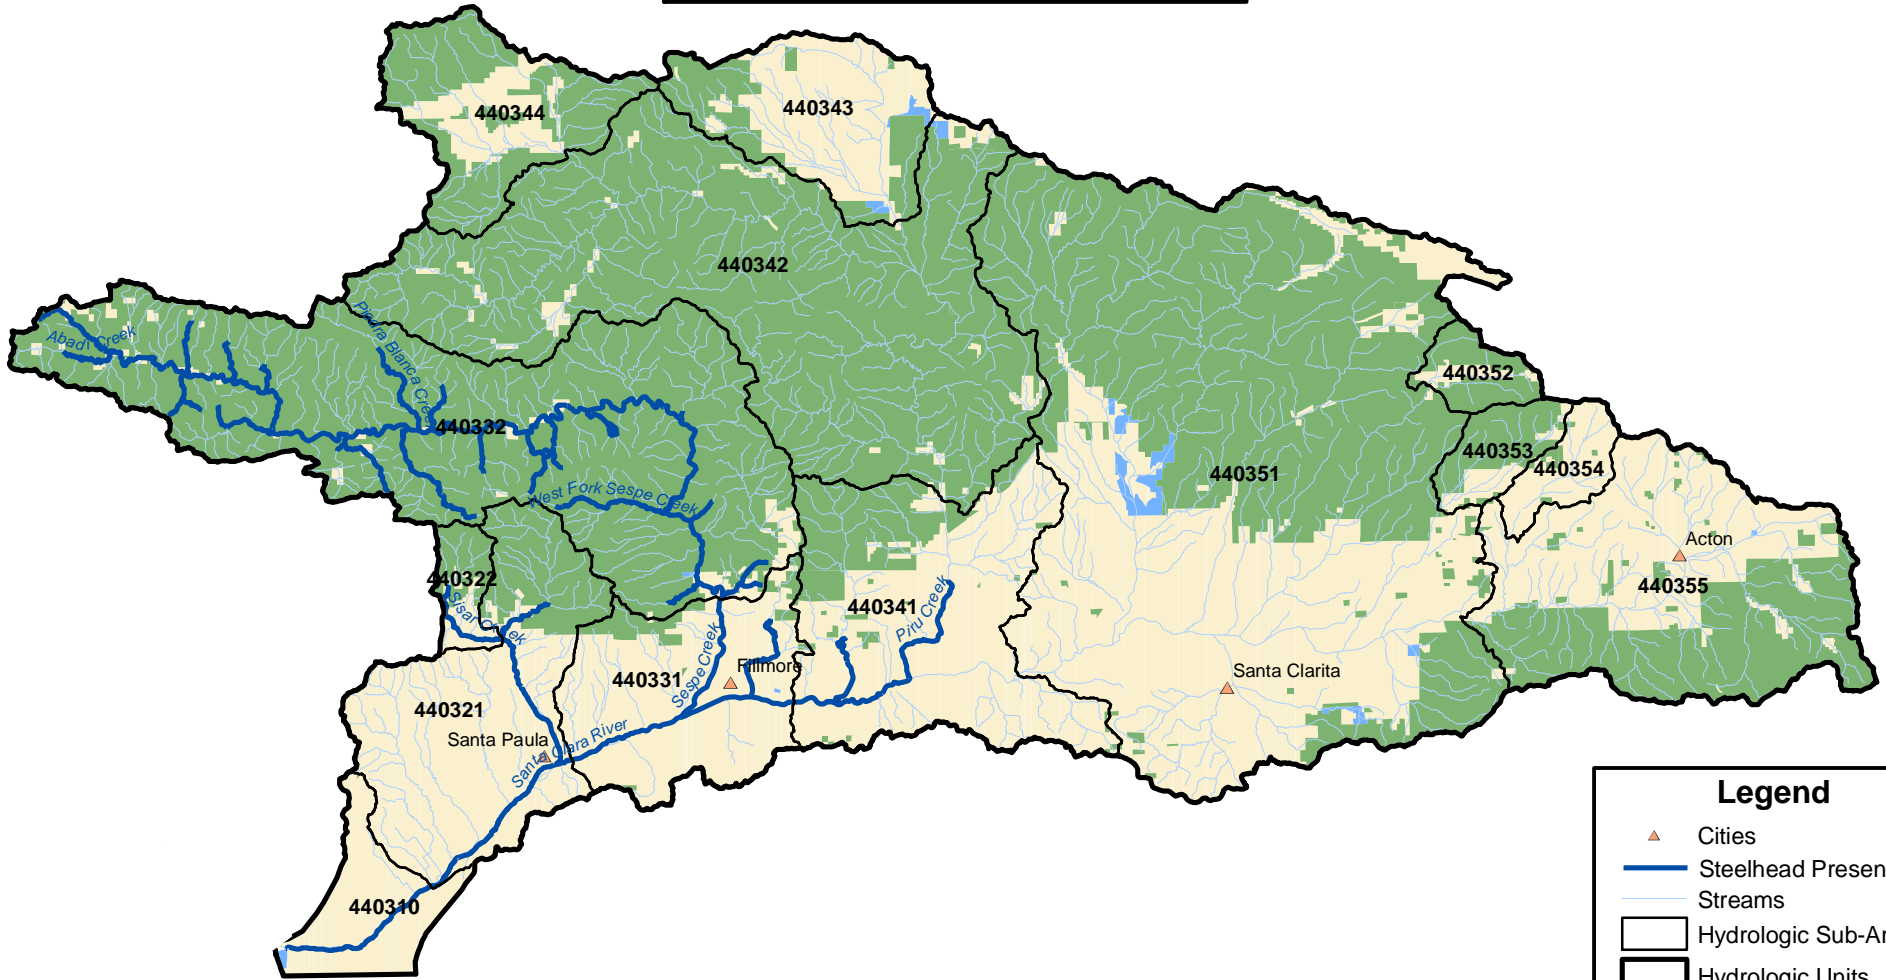 440344
440343
440342
Piedra Blanca Creek
Abadi Creek
440352
440332
440353
440354
440351
West Fork Sespe Creek
Acton
440322
440355
Sisar Creek
440341
Piru Creek
Fillmore
Santa Clarita
440331
Sespe Creek
440321
Santa Paula
Santa Clara River
440310
Legend
Cities
Steelhead Presen
Streams
Hydrologic Sub-Ar
Hydrologic Units